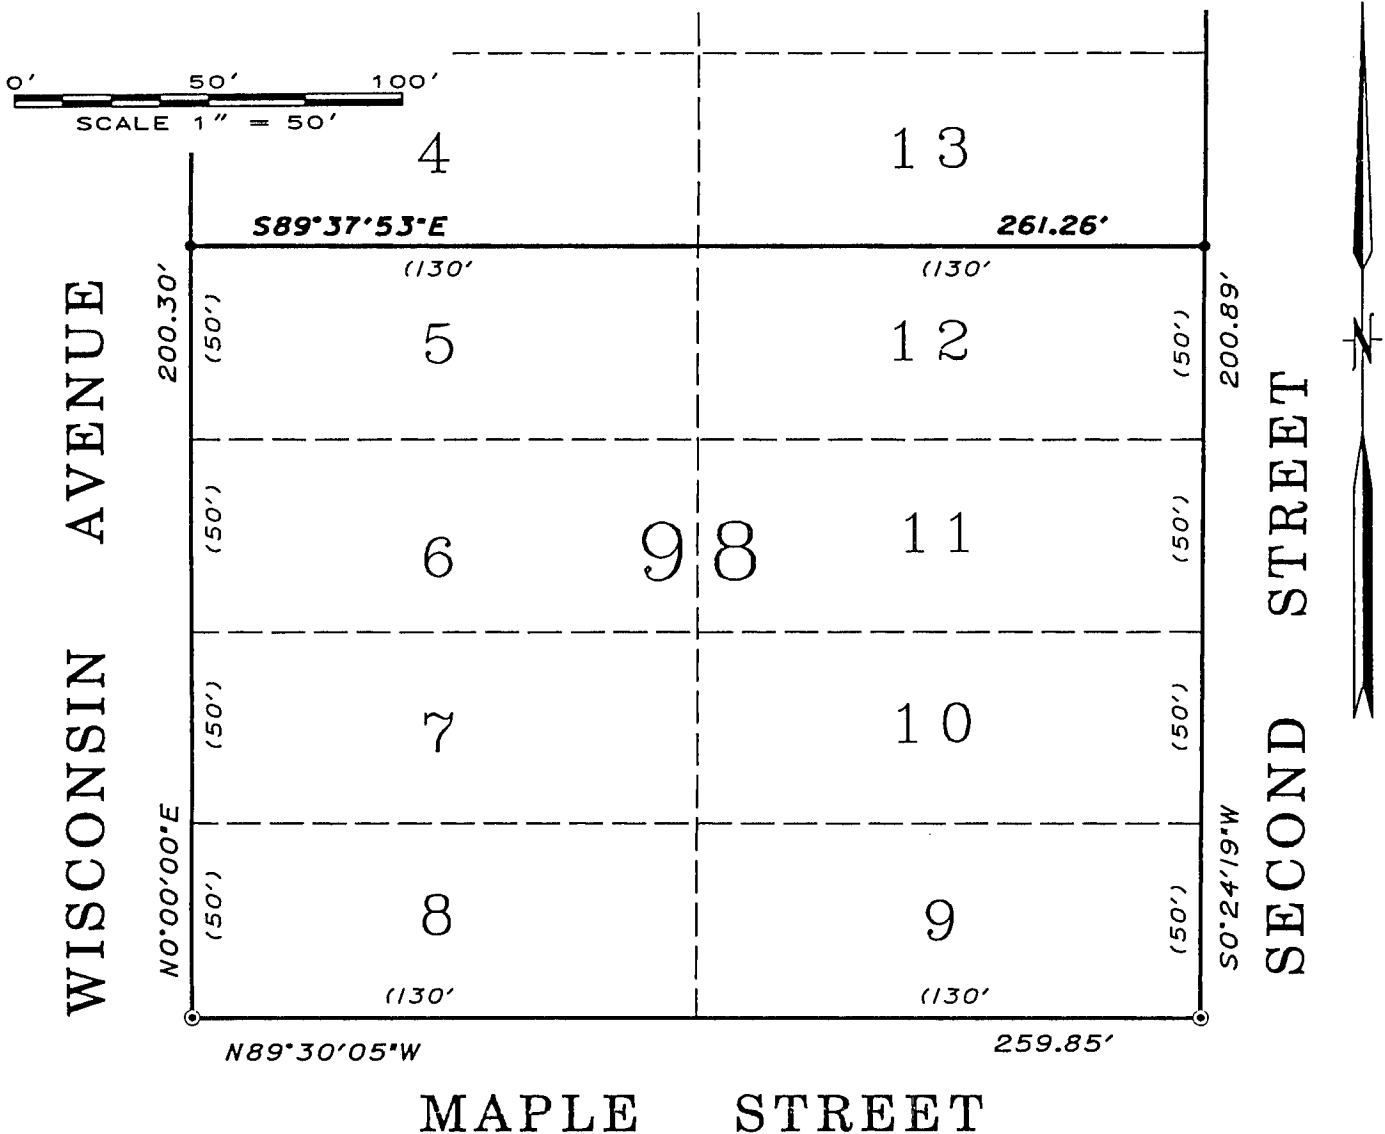 0' 50' 100'
SCALE 1" = 50'
4 13
S89°37'53"E 261.26'
(130' (130'
200.30' (50') 5 12 (50') 200.89'
WISCONSIN AVENUE
(50') 6 98 11 (50')
N
SECOND STREET
(50') 7 10 (50')
N0°00'00"E (50') 8 9 (50') S0°24'19"W
(130' (130'
N89°30'05"W 259.85'
MAPLE STREET